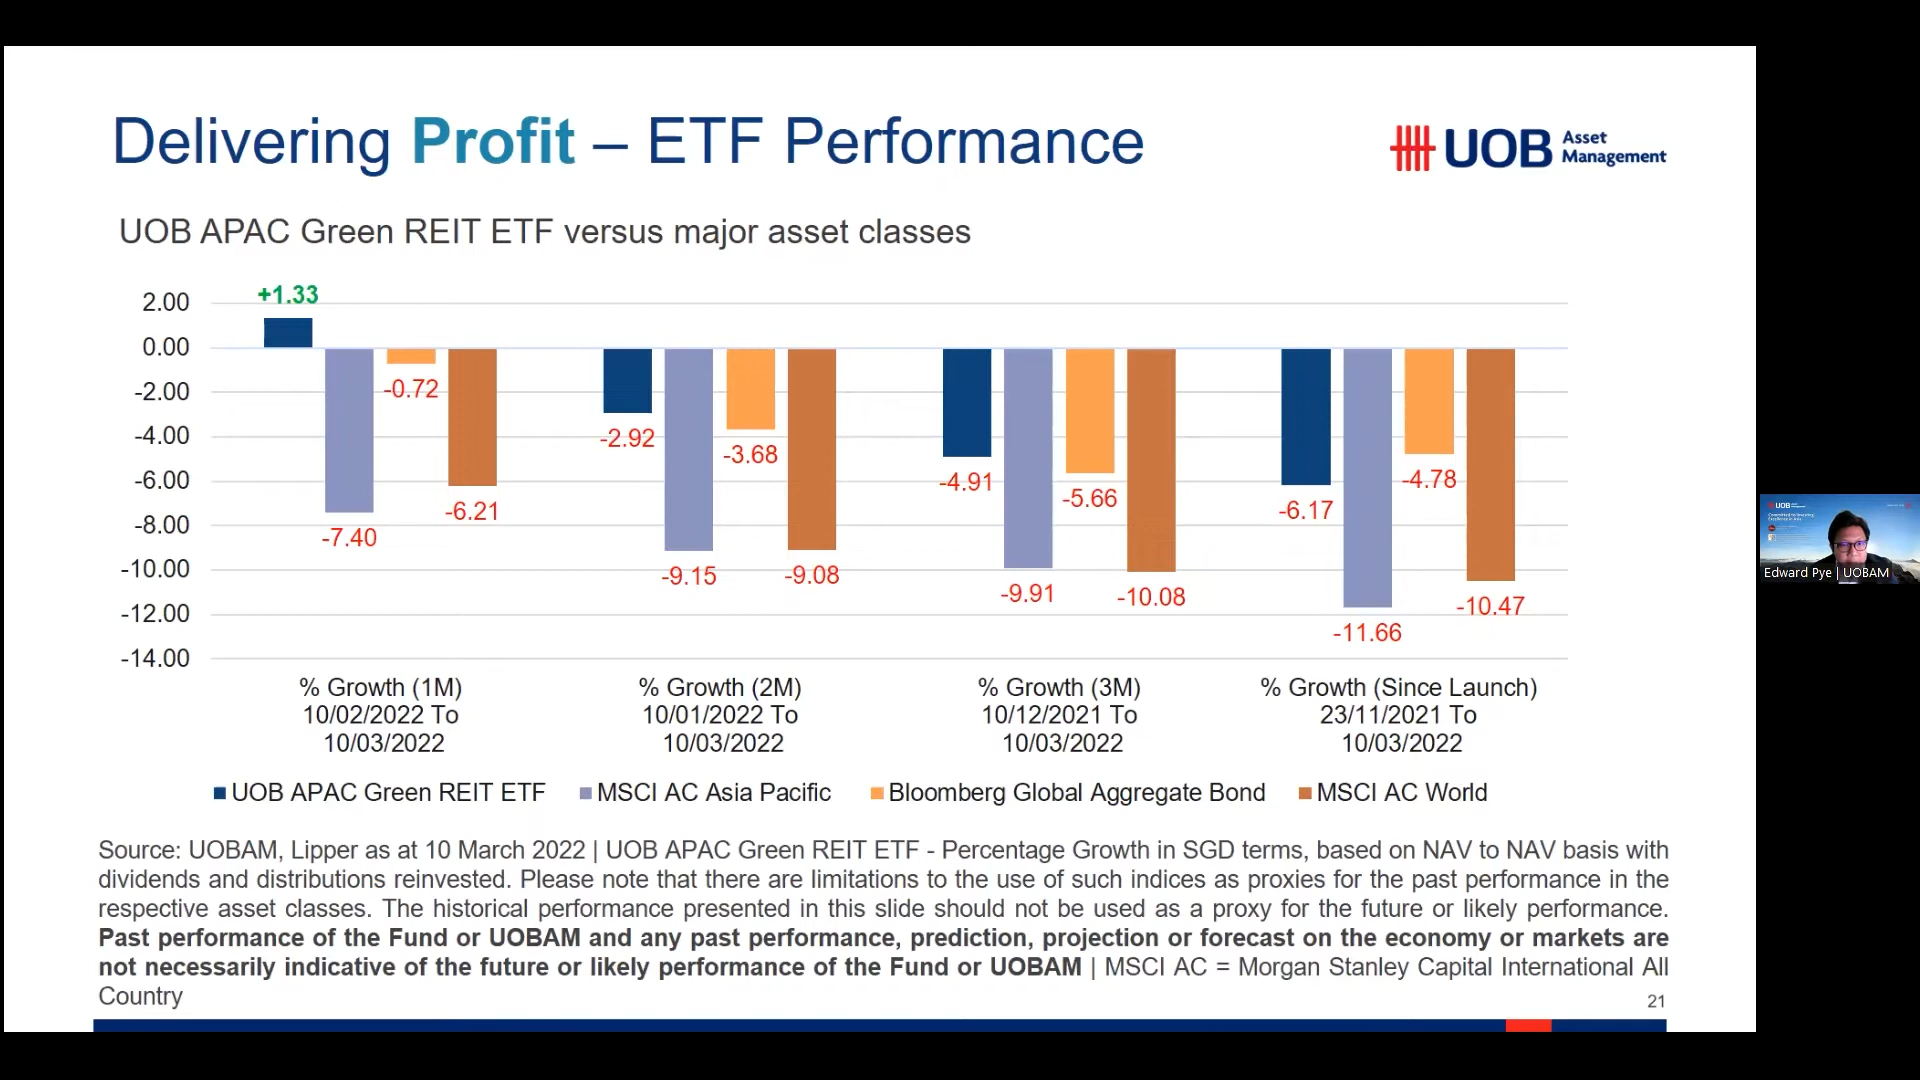 Delivering Profit – ETF Performance
UOB Asset Management
UOB APAC Green REIT ETF versus major asset classes
2.00
0.00
-2.00
-4.00
-6.00
-8.00
-10.00
-12.00
-14.00
+1.33
-7.40
-0.72
-6.21
-2.92
-9.15
-3.68
-9.08
-4.91
-9.91
-5.66
-10.08
-6.17
-11.66
-4.78
-10.47
% Growth (1M)
10/02/2022 To
10/03/2022
% Growth (2M)
10/01/2022 To
10/03/2022
% Growth (3M)
10/12/2021 To
10/03/2022
% Growth (Since Launch)
23/11/2021 To
10/03/2022
UOB APAC Green REIT ETF MSCI AC Asia Pacific Bloomberg Global Aggregate Bond MSCI AC World
Source: UOBAM, Lipper as at 10 March 2022 | UOB APAC Green REIT ETF - Percentage Growth in SGD terms, based on NAV to NAV basis with
dividends and distributions reinvested. Please note that there are limitations to the use of such indices as proxies for the past performance in the
respective asset classes. The historical performance presented in this slide should not be used as a proxy for the future or likely performance.
Past performance of the Fund or UOBAM and any past performance, prediction, projection or forecast on the economy or markets are
not necessarily indicative of the future or likely performance of the Fund or UOBAM | MSCI AC = Morgan Stanley Capital International All
Country
21
UOB
Edward Pye | UOBAM